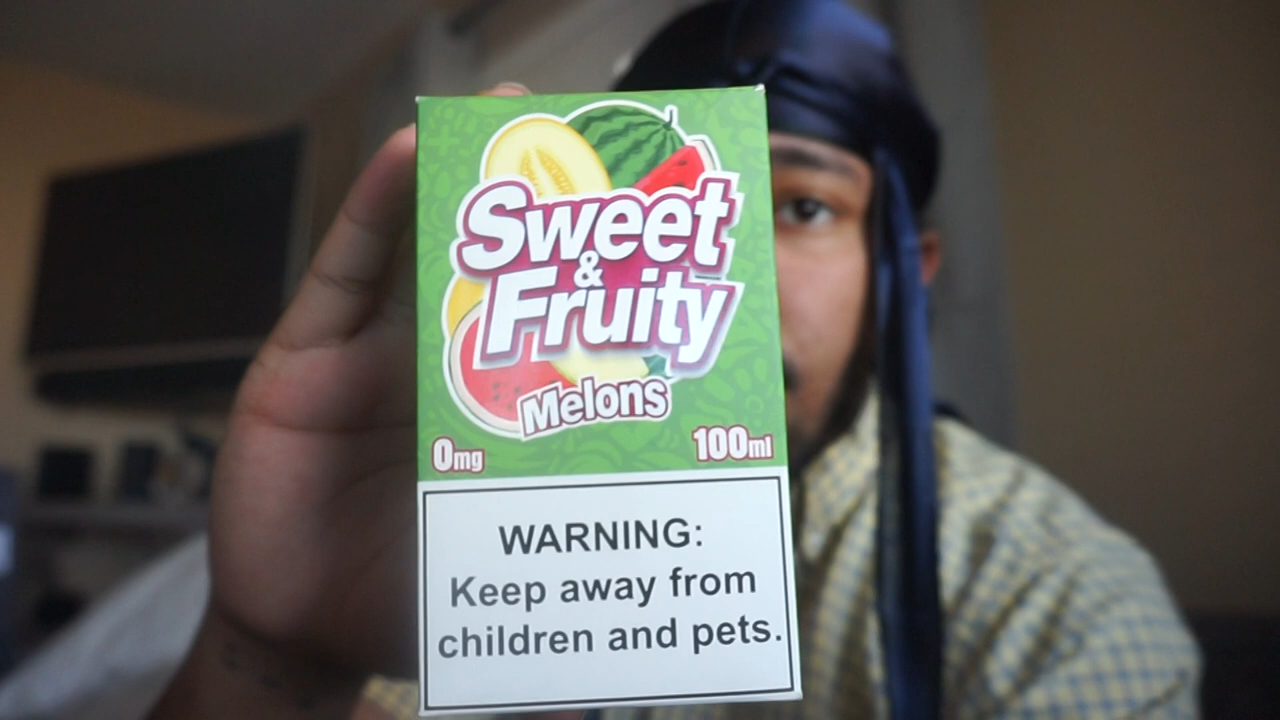 Sweet
&
Fruity
Melons
0mg 100ml
WARNING:
Keep away from
children and pets.